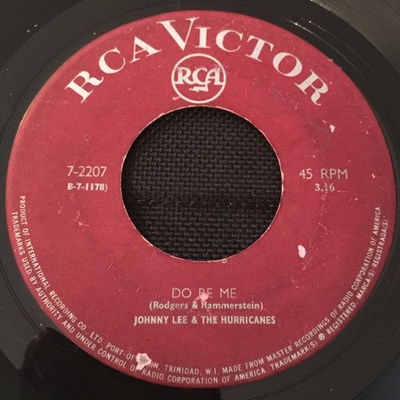 RCA VICTOR
RCA
7-2207
E-7-1178)
45 RPM
3.16
DO RE ME
(Rodgers & Hammerstein)
JOHNNY LEE & THE HURRICANES
PRODUCT OF INTERNATIONAL RECORDING CO. LTD. PORT-OF-SPAIN, TRINIDAD, W.I. MADE FROM MASTER RECORDINGS OF RADIO CORPORATION OF AMERICA
TRADEMARKS USED BY AUTHORITY AND UNDER CONTROL OF RADIO CORPORATION OF AMERICA ® REGISTERED. MARCA(S) REGISTRADA(S)